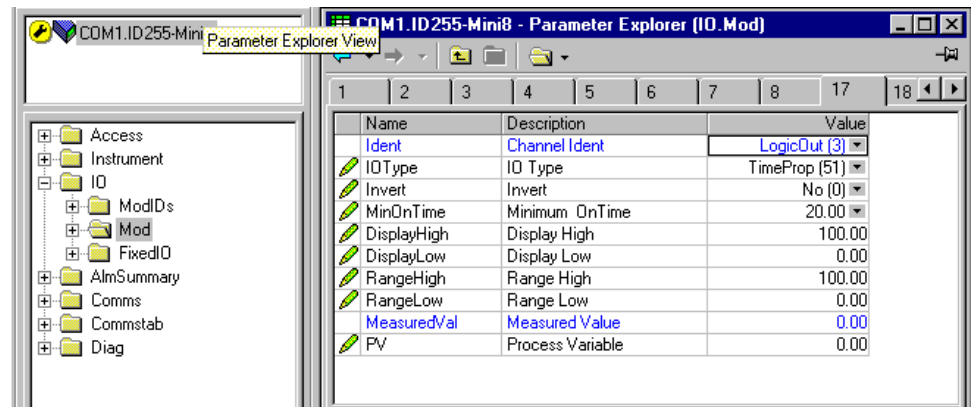 COM1.ID255-Mini
Parameter Explorer View
Access
Instrument
IO
ModIDs
Mod
FixedIO
AlmSummary
Comms
Commstab
Diag
COM1.ID255-Mini8 - Parameter Explorer (IO.Mod)
1 2 3 4 5 6 7 8 17 18
Name Description Value
Ident Channel Ident LogicOut (3)
IOType IO Type TimeProp (51)
Invert Invert No (0)
MinOnTime Minimum OnTime 20.00
DisplayHigh Display High 100.00
DisplayLow Display Low 0.00
RangeHigh Range High 100.00
RangeLow Range Low 0.00
MeasuredVal Measured Value 0.00
PV Process Variable 0.00